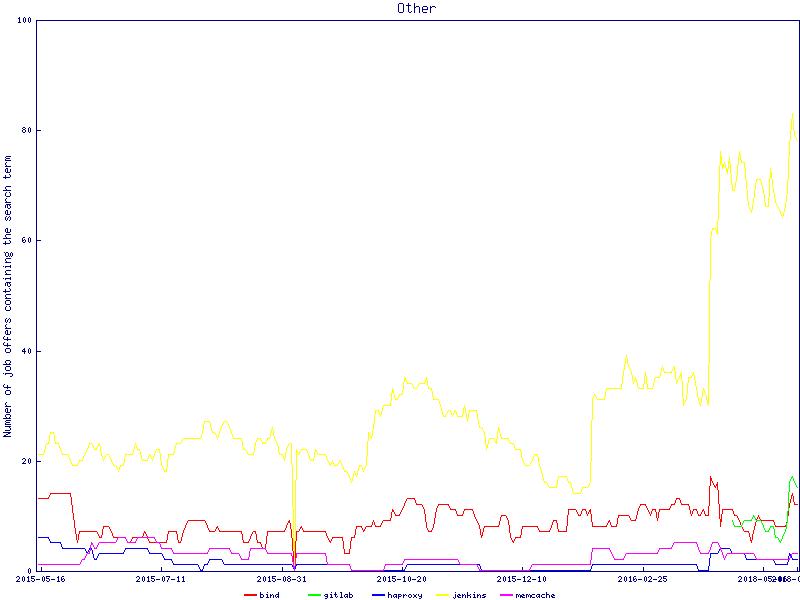 Other
Number of job offers containing the search term
100
80
60
40
20
0
2015-05-16 2015-07-11 2015-08-31 2015-10-20 2015-12-10 2016-02-25
bind gitlab haproxy jenkins memcache